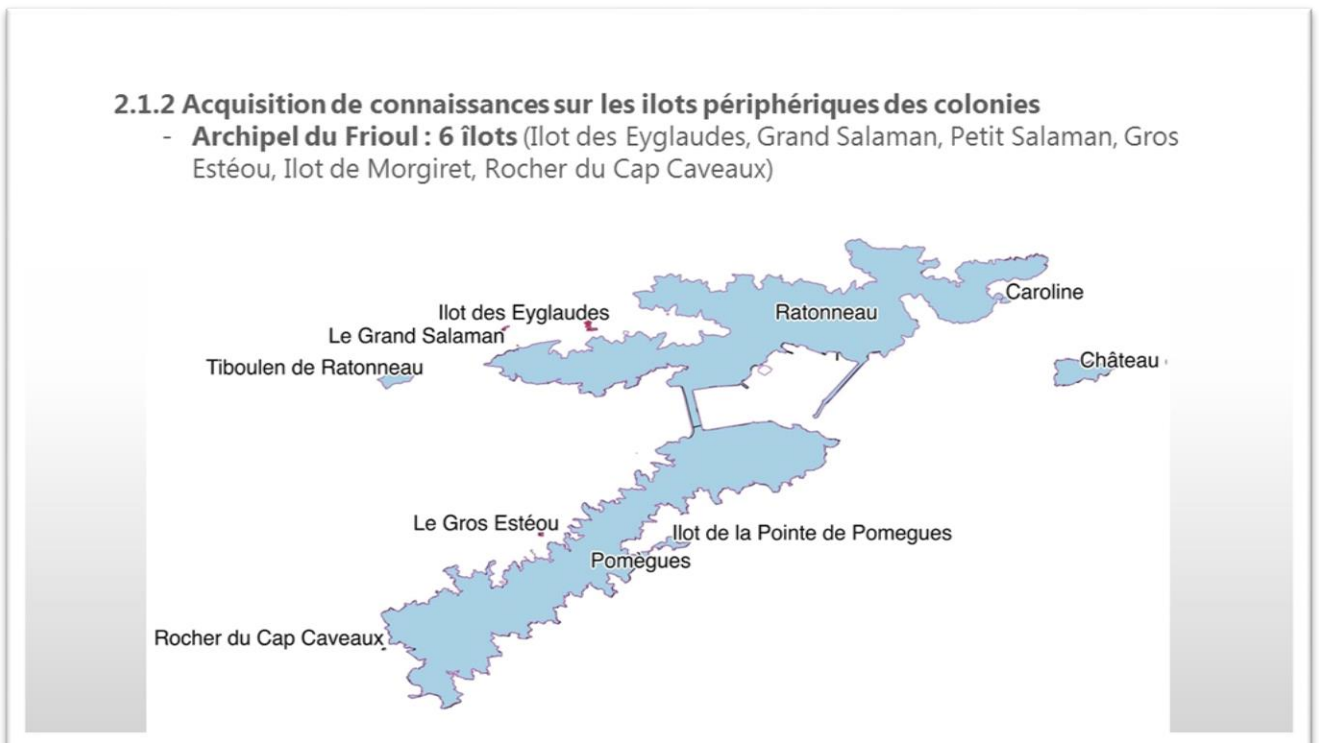 2.1.2 Acquisition de connaissances sur les ilots périphériques des colonies
- Archipel du Frioul : 6 îlots (Ilot des Eyglaudes, Grand Salaman, Petit Salaman, Gros
Estéou, Ilot de Morgiret, Rocher du Cap Caveaux)
Caroline
Ilot des Eyglaudes
Ratonneau
Le Grand Salaman
Tiboulen de Ratonneau
Château
Le Gros Estéou
Ilot de la Pointe de Pomegues
Pomègues
Rocher du Cap Caveaux